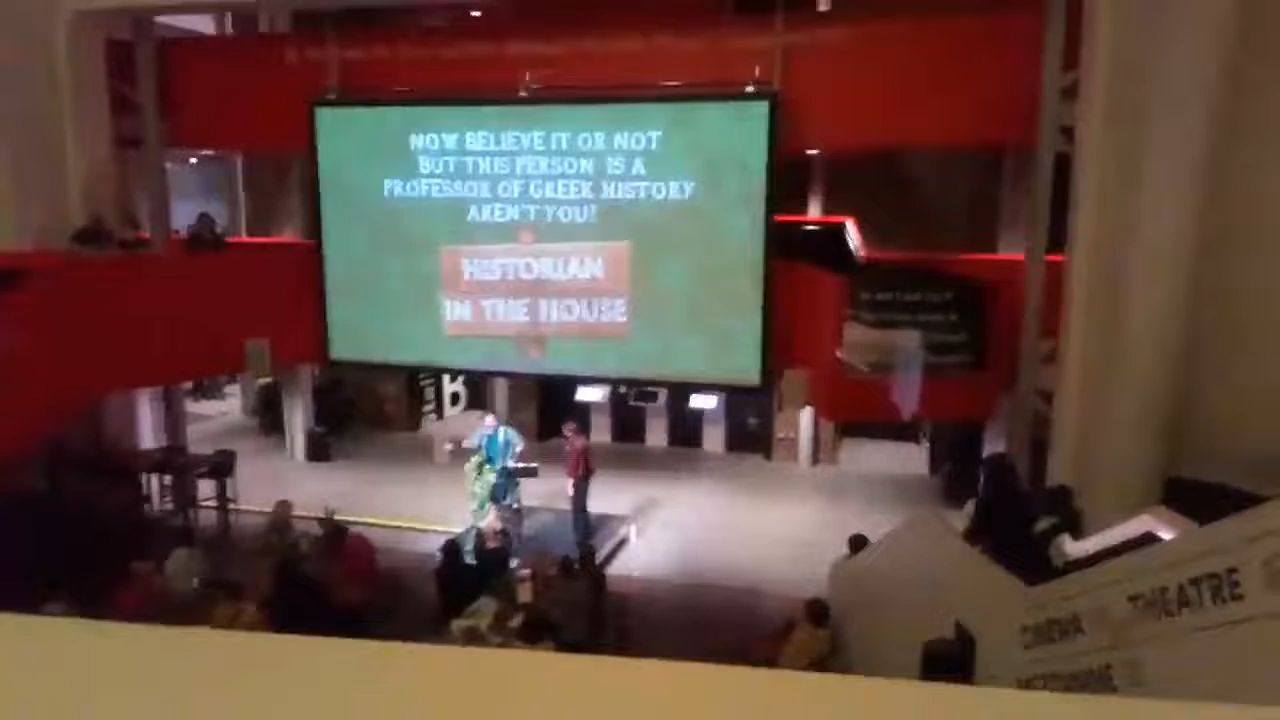 NOW BELIEVE IT OR NOT
BUT THIS PERSON IS A
PROFESSOR OF GREEK HISTORY
AREN'T YOU?
HISTORIAN
IN THE HOUSE
CINEMA
THEATRE